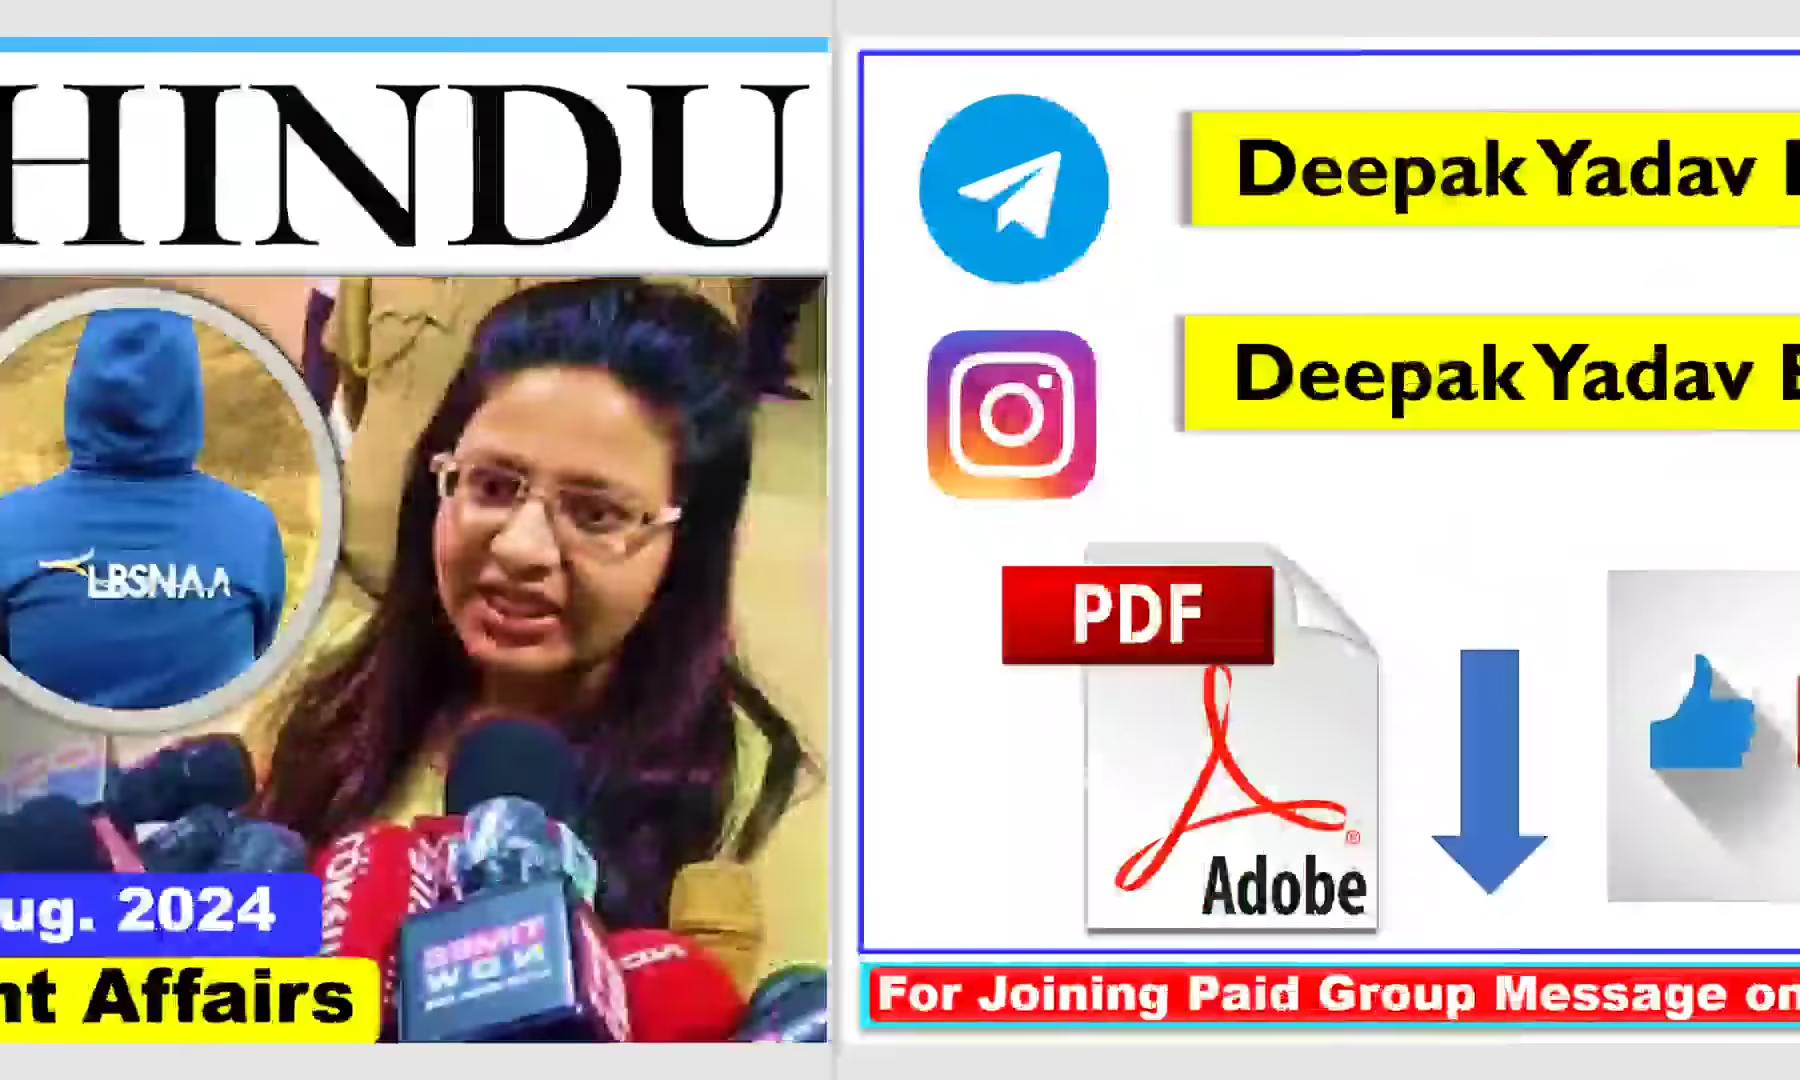 HINDU
LBSNAA
ug. 2024
nt Affairs
Deepak Yadav
Deepak Yadav E
PDF
Adobe
For Joining Paid Group Message on